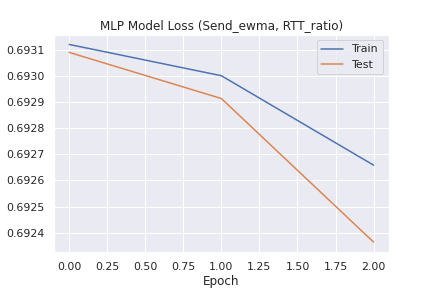 MLP Model Loss (Send_ewma, RTT_ratio)
Train
Test
0.6931
0.6930
0.6929
0.6928
0.6927
0.6926
0.6925
0.6924
0.00 0.25 0.50 0.75 1.00 1.25 1.50 1.75 2.00
Epoch